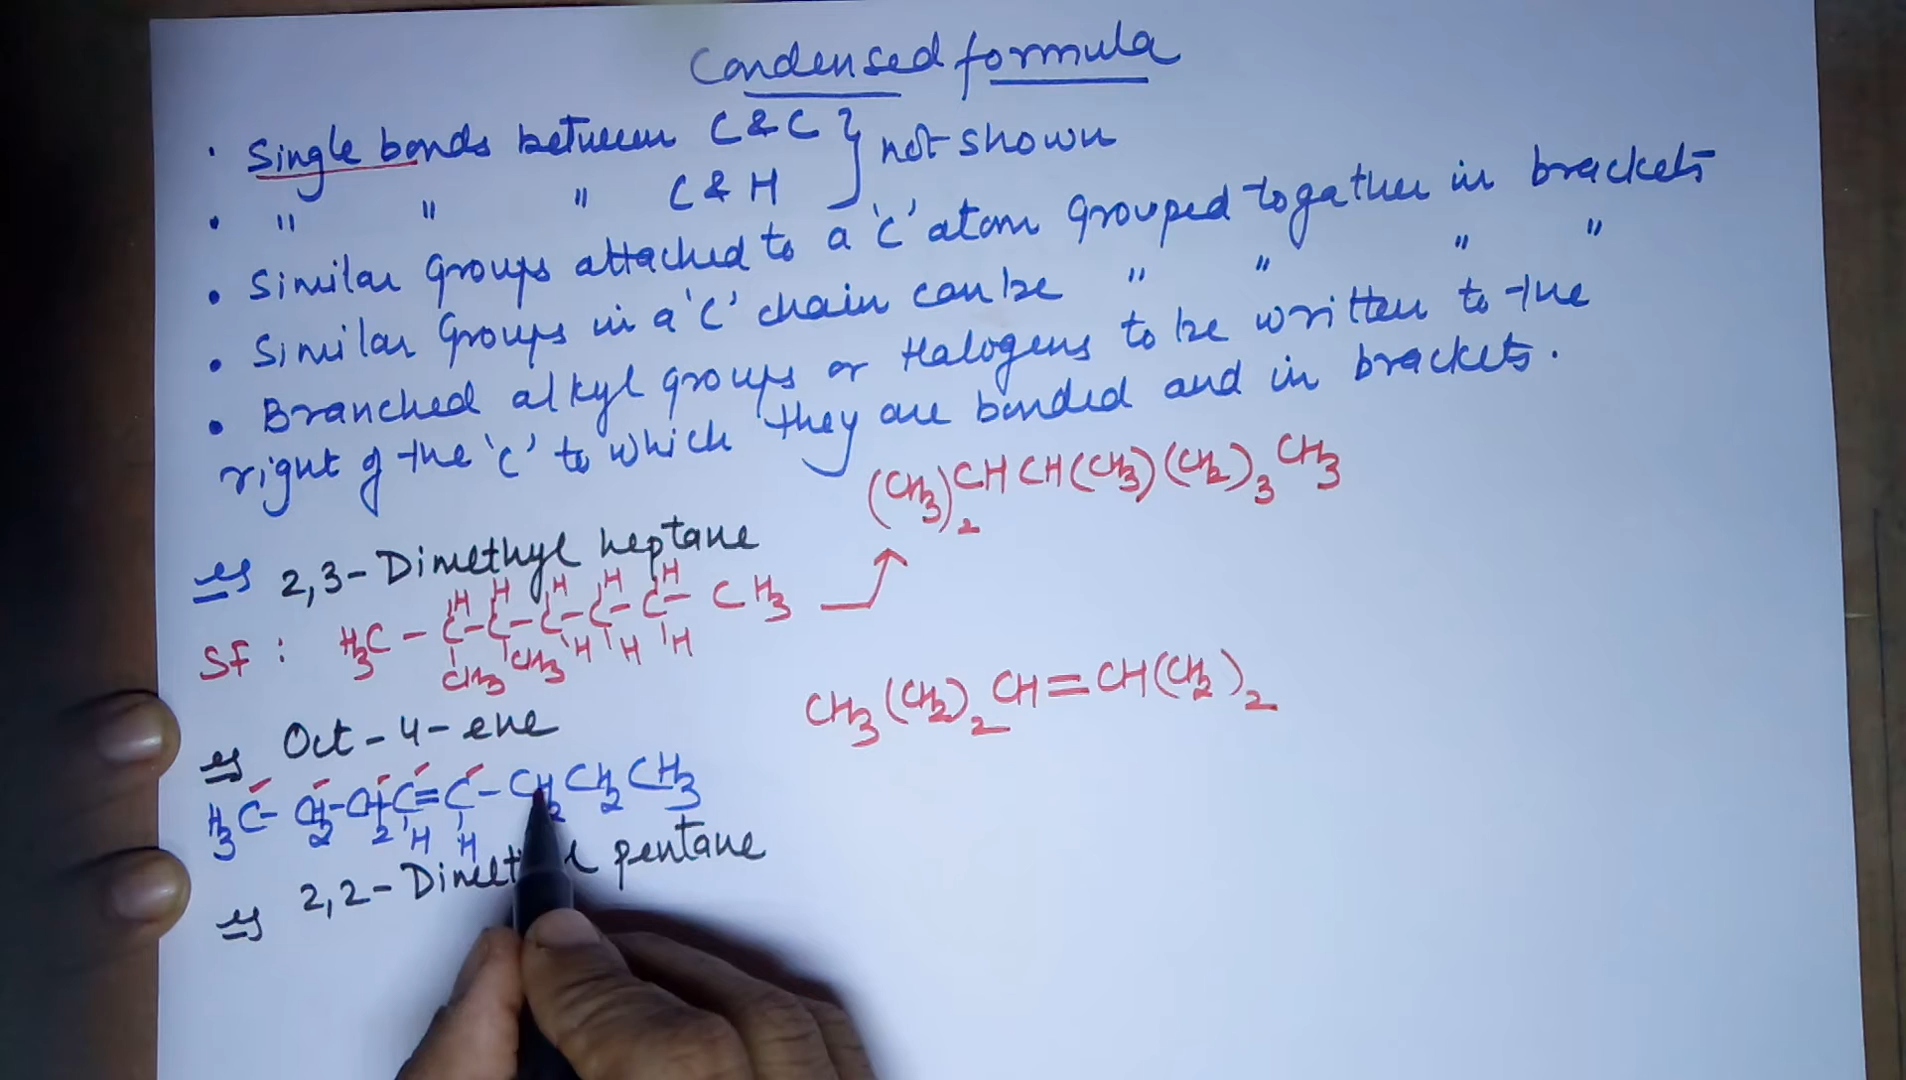 Condensed formula
• Single bonds between C & C } not shown
• " " " C & H
• Similar Groups attached to a 'C' atom Grouped togather in brackets
• Similar Groups in a 'C' chain can be " " " "
• Branched alkyl groups or Halogens to be written to the
right of the 'C' to which they are bonded and in brackets.
(CH3)2CHCH(CH3)(CH2)3CH3
eg 2,3-Dimethyl heptane
H H H H H
SF : H3C - C - C - C - C - C - CH3
CH3 CH3 H H H
CH3(CH2)2CH=CH(CH2)2
eg Oct-4-ene
H3C - CH2 - CH2 C = C - CH2 CH2 CH3
H H
eg 2,2-Dimethyl pentane